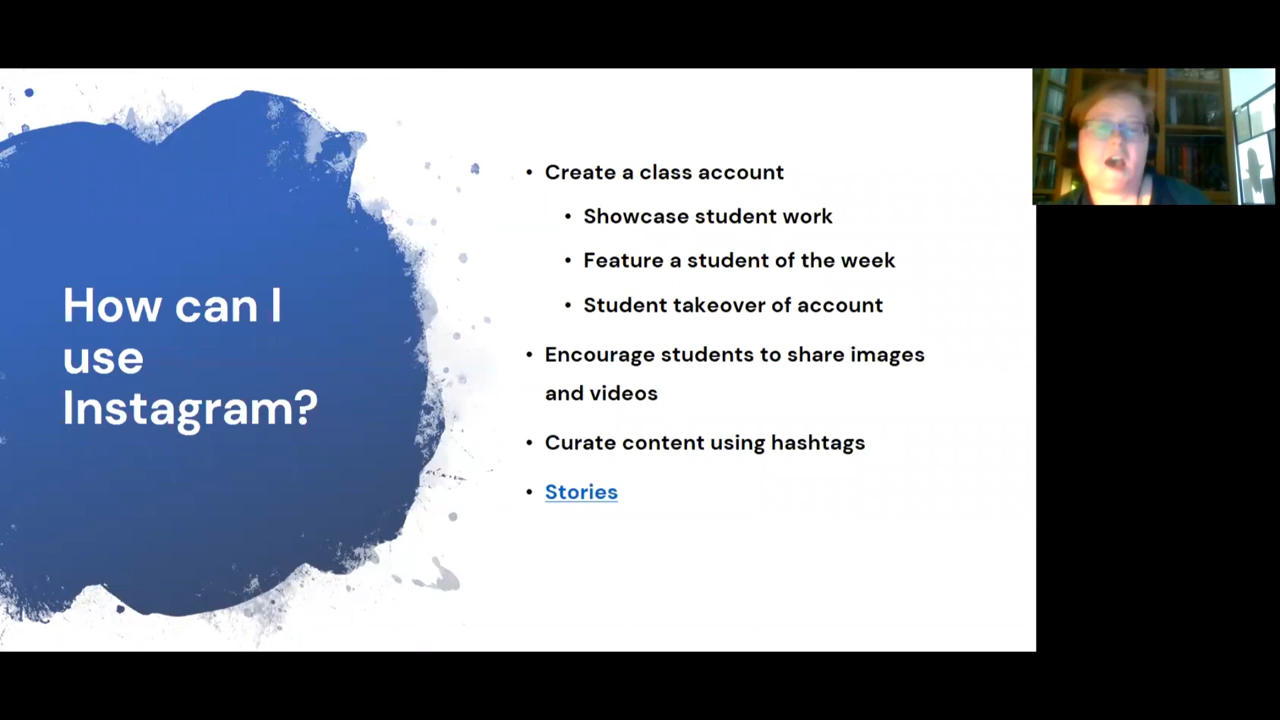 How can I
use
Instagram?
• Create a class account
• Showcase student work
• Feature a student of the week
• Student takeover of account
• Encourage students to share images
and videos
• Curate content using hashtags
• Stories